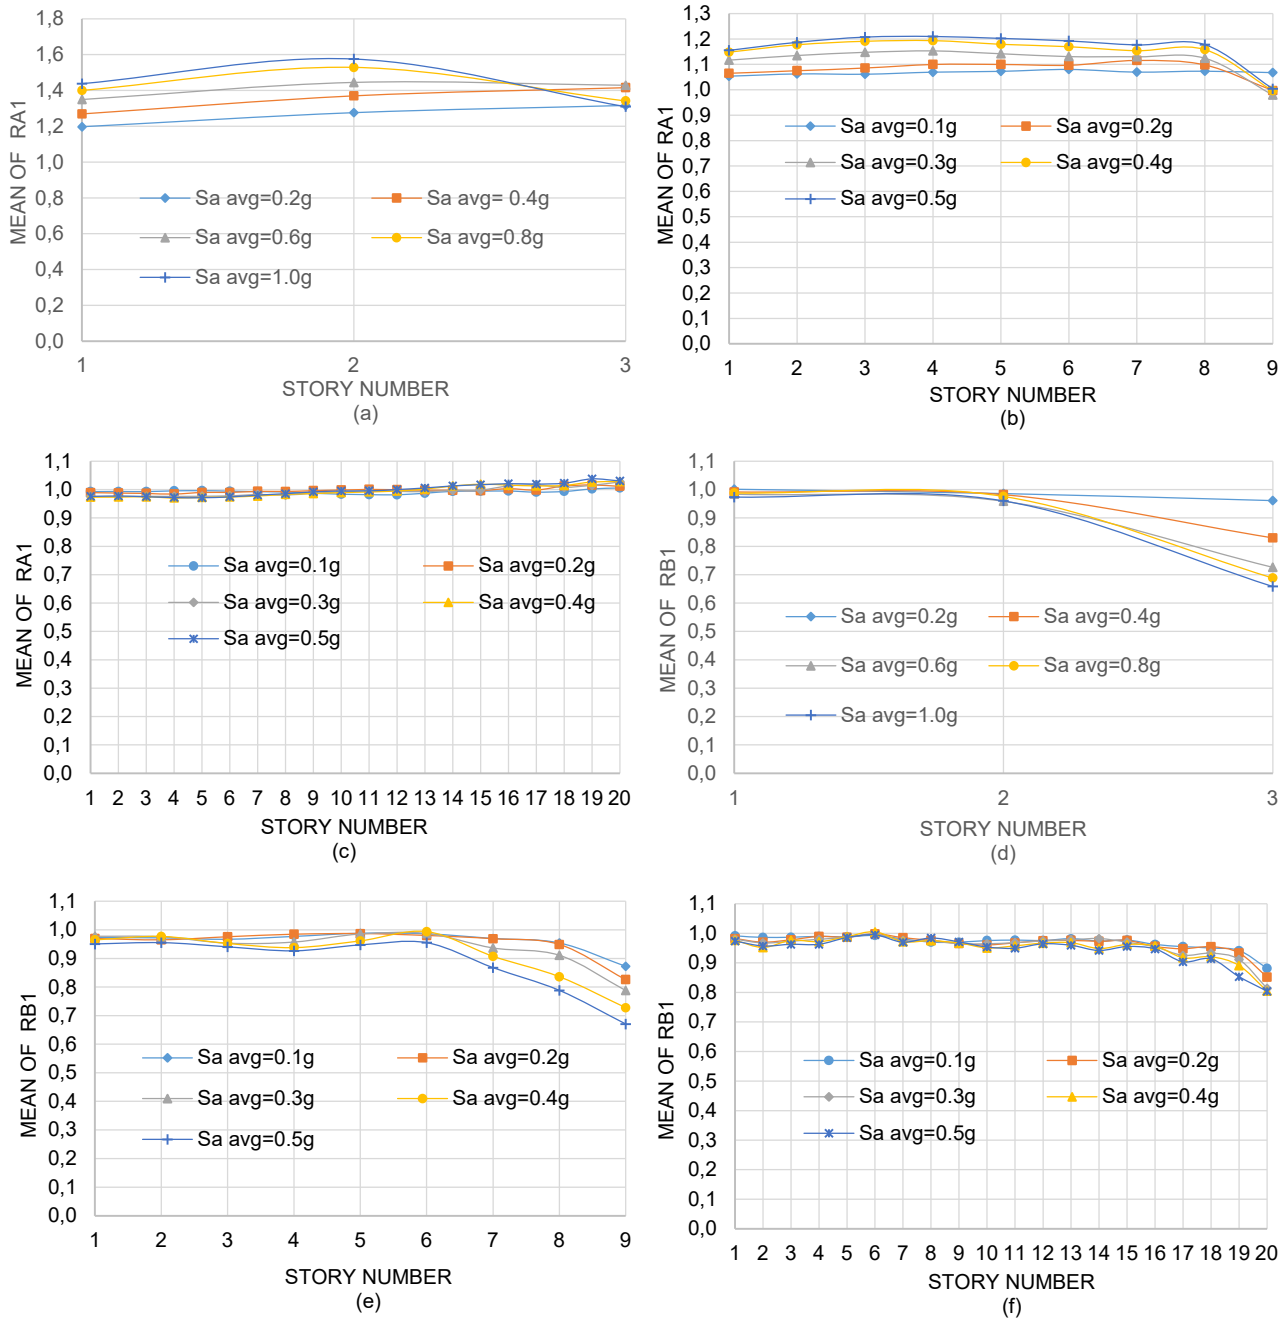 1,8
1,6
1,4
1,2
1,0
0,8
0,6
0,4
0,2
0,0
MEAN OF RA1
Sa avg=0.2g Sa avg= 0.4g
Sa avg=0.6g Sa avg=0.8g
Sa avg=1.0g
1 2 3
STORY NUMBER
(a)
1,3
1,2
1,1
1,0
0,9
0,8
0,7
0,6
0,5
0,4
0,3
0,2
0,1
0,0
MEAN OF RA1
Sa avg=0.1g Sa avg=0.2g
Sa avg=0.3g Sa avg=0.4g
Sa avg=0.5g
1 2 3 4 5 6 7 8 9
STORY NUMBER
(b)
1,1
1,0
0,9
0,8
0,7
0,6
0,5
0,4
0,3
0,2
0,1
0,0
MEAN OF RA1
Sa avg=0.1g Sa avg=0.2g
Sa avg=0.3g Sa avg=0.4g
Sa avg=0.5g
1 2 3 4 5 6 7 8 9 10 11 12 13 14 15 16 17 18 19 20
STORY NUMBER
(c)
1,1
1,0
0,9
0,8
0,7
0,6
0,5
0,4
0,3
0,2
0,1
0,0
MEAN OF RB1
Sa avg=0.2g Sa avg=0.4g
Sa avg=0.6g Sa avg=0.8g
Sa avg=1.0g
1 2 3
STORY NUMBER
(d)
1,1
1,0
0,9
0,8
0,7
0,6
0,5
0,4
0,3
0,2
0,1
0,0
MEAN OF RB1
Sa avg=0.1g Sa avg=0.2g
Sa avg=0.3g Sa avg=0.4g
Sa avg=0.5g
1 2 3 4 5 6 7 8 9
STORY NUMBER
(e)
1,1
1,0
0,9
0,8
0,7
0,6
0,5
0,4
0,3
0,2
0,1
0,0
MEAN OF RB1
Sa avg=0.1g Sa avg=0.2g
Sa avg=0.3g Sa avg=0.4g
Sa avg=0.5g
1 2 3 4 5 6 7 8 9 10 11 12 13 14 15 16 17 18 19 20
STORY NUMBER
(f)